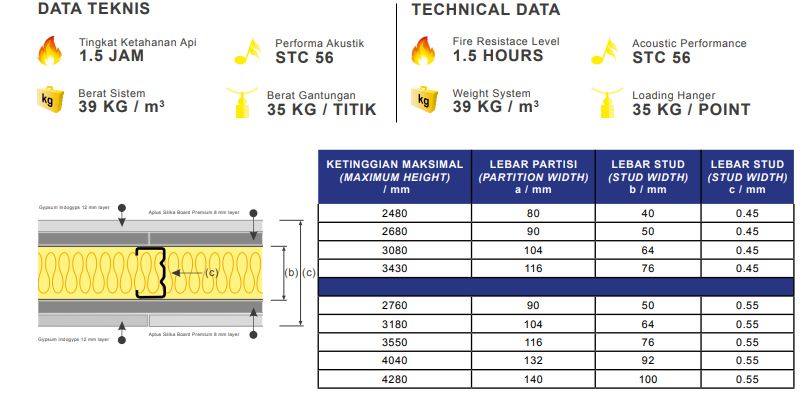 DATA TEKNIS
Tingkat Ketahanan Api
1.5 JAM
Performa Akustik
STC 56
Berat Sistem
39 KG / m³
Berat Gantungan
35 KG / TITIK
TECHNICAL DATA
Fire Resistace Level
1.5 HOURS
Acoustic Performance
STC 56
Weight System
39 KG / m³
Loading Hanger
35 KG / POINT
kg
kg
Gypsum Indogyps 12 mm layer
Aplus Silika Board Premium 8 mm layer
(c)
(b) (c)
Aplus Silika Board Premium 8 mm layer
Gypsum Indogyps 12 mm layer
KETINGGIAN MAKSIMAL (MAXIMUM HEIGHT) / mm
LEBAR PARTISI (PARTITION WIDTH) a / mm
LEBAR STUD (STUD WIDTH) b / mm
LEBAR STUD (STUD WIDTH) c / mm
2480 80 40 0.45
2680 90 50 0.45
3080 104 64 0.45
3430 116 76 0.45
2760 90 50 0.55
3180 104 64 0.55
3550 116 76 0.55
4040 132 92 0.55
4280 140 100 0.55